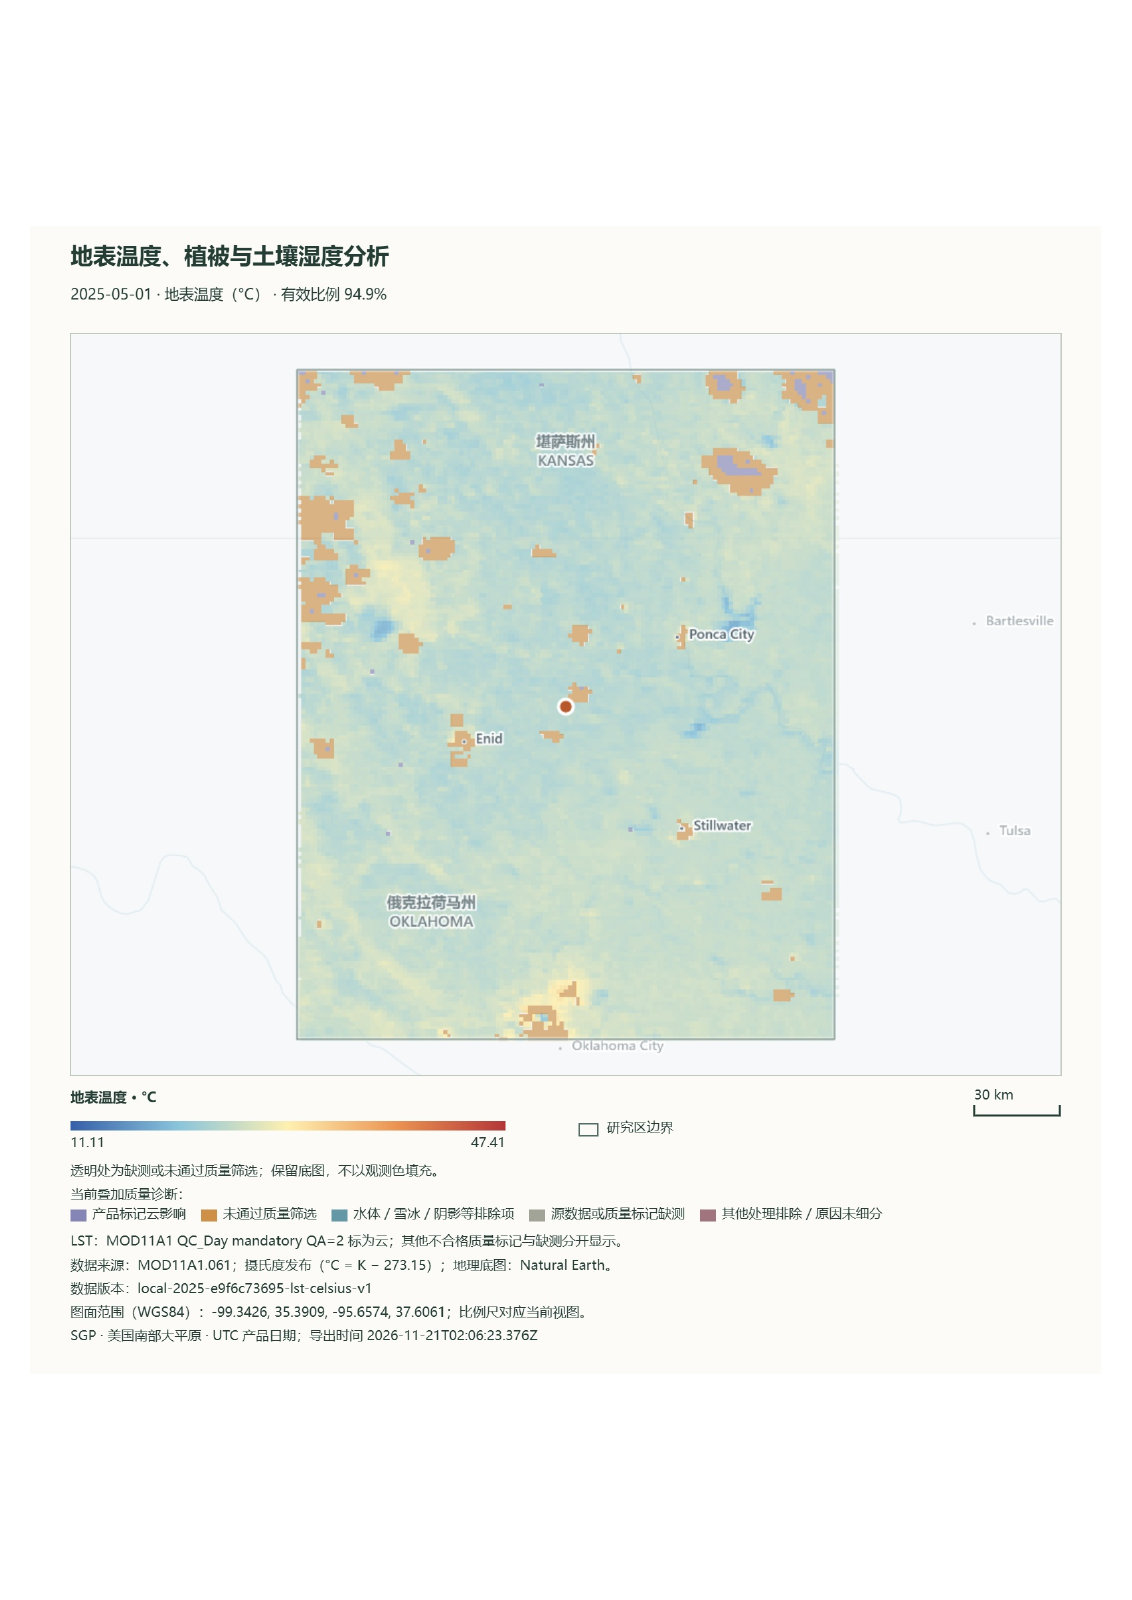 地表温度、植被与土壤湿度分析
2025-05-01 · 地表温度（°C） · 有效比例 94.9%
堪萨斯州
KANSAS
Bartlesville
Ponca City
Enid
Stillwater
Tulsa
俄克拉荷马州
OKLAHOMA
Oklahoma City
地表温度 · °C
30 km
11.11
47.41
研究区边界
透明处为缺测或未通过质量筛选；保留底图，不以观测色填充。
当前叠加质量诊断：
产品标记云影响
未通过质量筛选
水体 / 雪冰 / 阴影等排除项
源数据或质量标记缺测
其他处理排除 / 原因未细分
LST：MOD11A1 QC_Day mandatory QA=2 标为云；其他不合格质量标记与缺测分开显示。
数据来源：MOD11A1.061；摄氏度发布（°C = K − 273.15）；地理底图：Natural Earth。
数据版本：local-2025-e9f6c73695-lst-celsius-v1
图面范围（WGS84）：-99.3426, 35.3909, -95.6574, 37.6061；比例尺对应当前视图。
SGP · 美国南部大平原 · UTC 产品日期；导出时间 2026-11-21T02:06:23.376Z